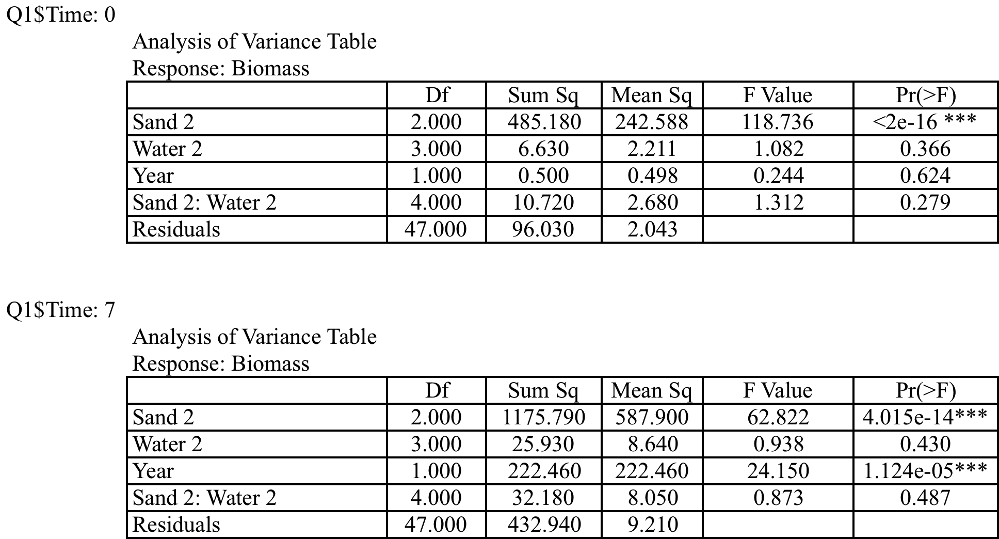 Q1$Time: 0
Analysis of Variance Table
Response: Biomass
Df Sum Sq Mean Sq F Value Pr(>F)
Sand 2 2.000 485.180 242.588 118.736 <2e-16 ***
Water 2 3.000 6.630 2.211 1.082 0.366
Year 1.000 0.500 0.498 0.244 0.624
Sand 2: Water 2 4.000 10.720 2.680 1.312 0.279
Residuals 47.000 96.030 2.043
Q1$Time: 7
Analysis of Variance Table
Response: Biomass
Df Sum Sq Mean Sq F Value Pr(>F)
Sand 2 2.000 1175.790 587.900 62.822 4.015e-14***
Water 2 3.000 25.930 8.640 0.938 0.430
Year 1.000 222.460 222.460 24.150 1.124e-05***
Sand 2: Water 2 4.000 32.180 8.050 0.873 0.487
Residuals 47.000 432.940 9.210